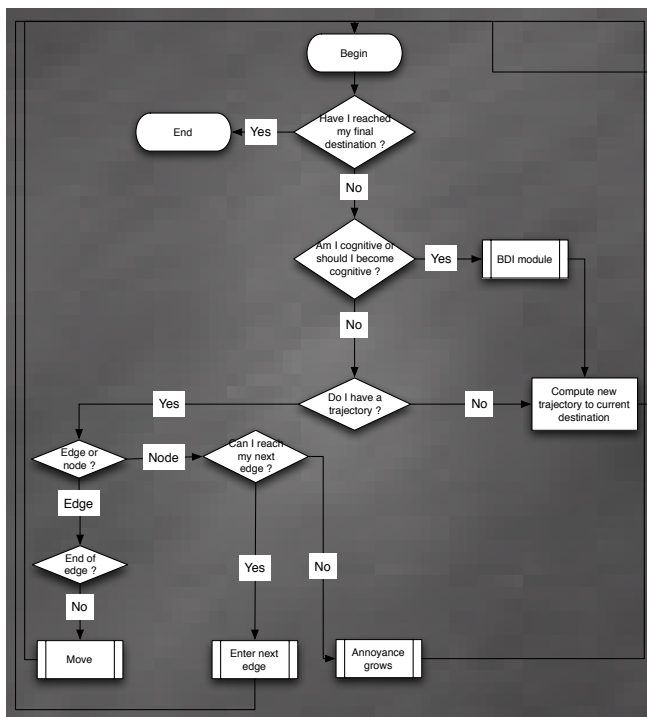 Begin
Have I reached
my final
destination ?
Yes
End
No
Am I cognitive or
should I become
cognitive ?
Yes
BDI module
No
Do I have a
trajectory ?
Yes
No
Compute new
trajectory to current
destination
Edge or
node ?
Node
Can I reach
my next
edge ?
Edge
End of
edge ?
Yes
No
No
Move
Enter next
edge
Annoyance
grows